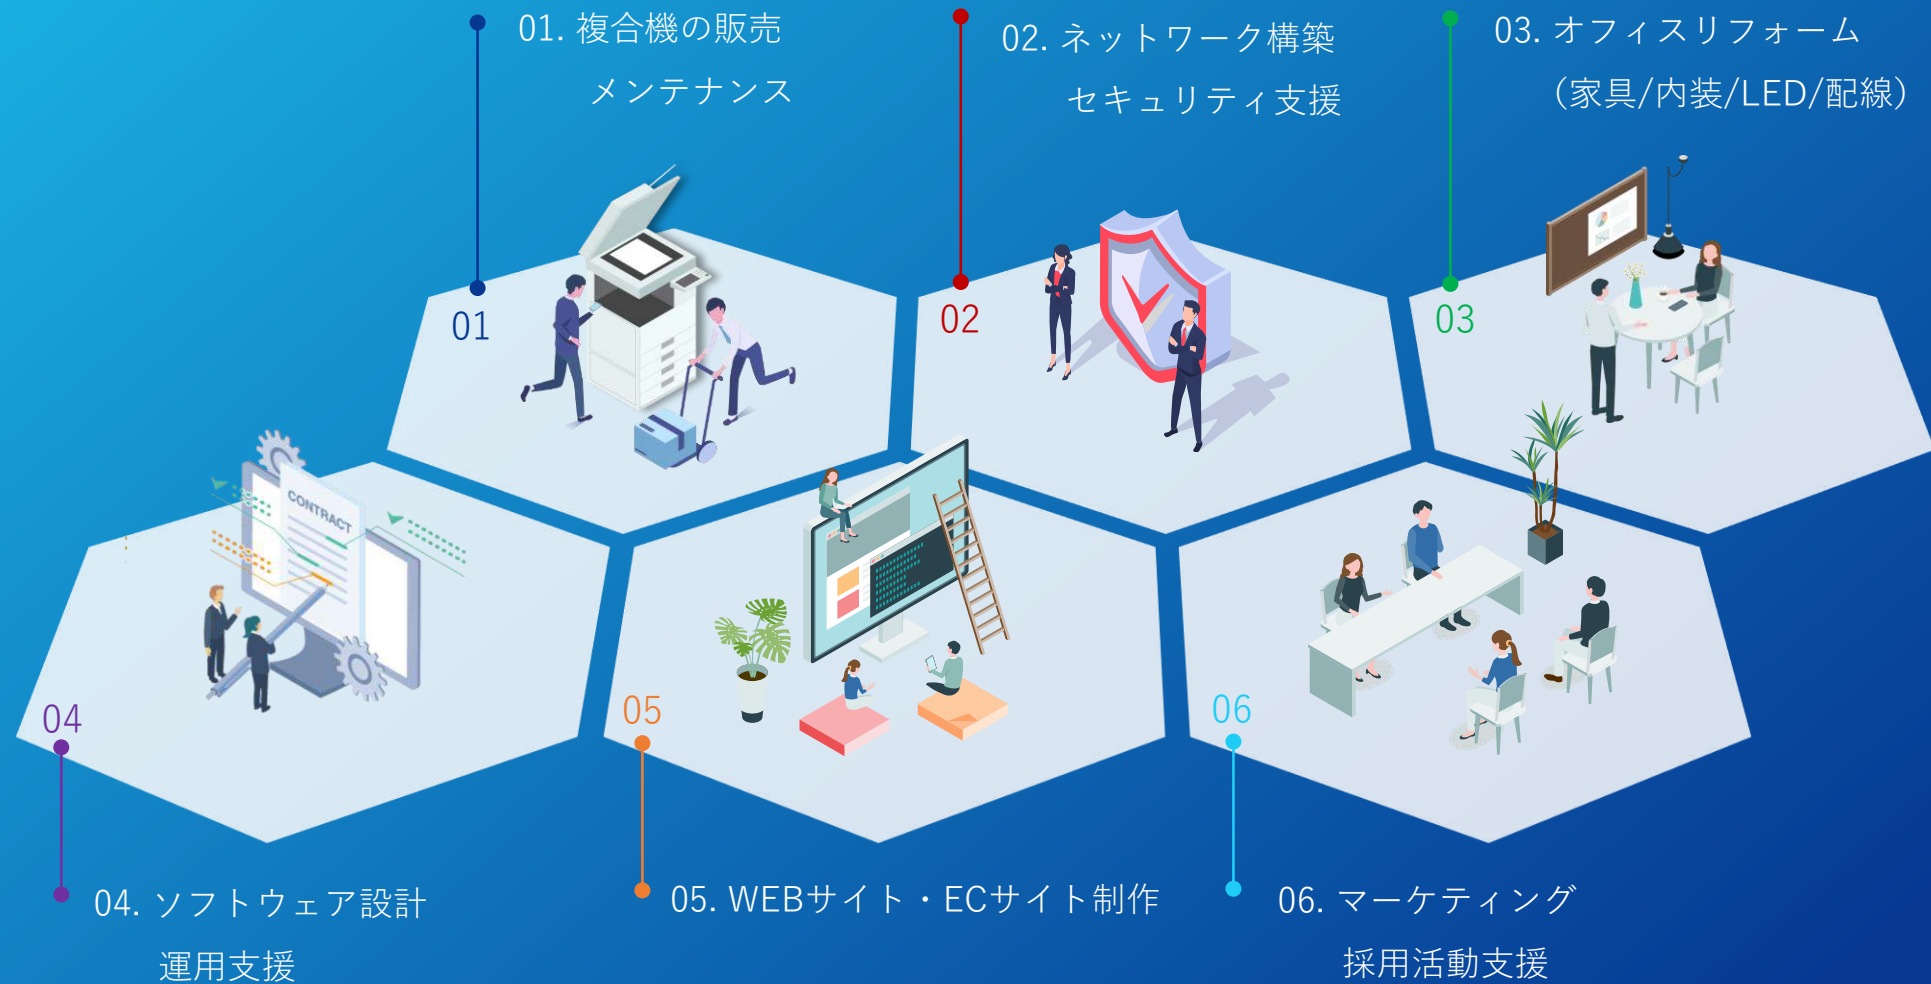 01. 複合機の販売
メンテナンス
02. ネットワーク構築
セキュリティ支援
03. オフィスリフォーム
（家具/内装/LED/配線）
01
02
03
CONTRACT
04
05
06
04. ソフトウェア設計
運用支援
05. WEBサイト・ECサイト制作
06. マーケティング
採用活動支援